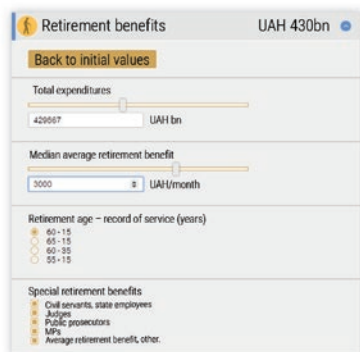 Retirement benefits UAH 430bn
Back to initial values
Total expenditures
429867 UAH bn
Median average retirement benefit
3000 UAH/month
Retirement age – record of service (years)
60 - 15
65 - 15
60 - 35
55 - 15
Special retirement benefits
Civil servants, state employees
Judges
Public prosecutors
MPs
Average retirement benefit, other.